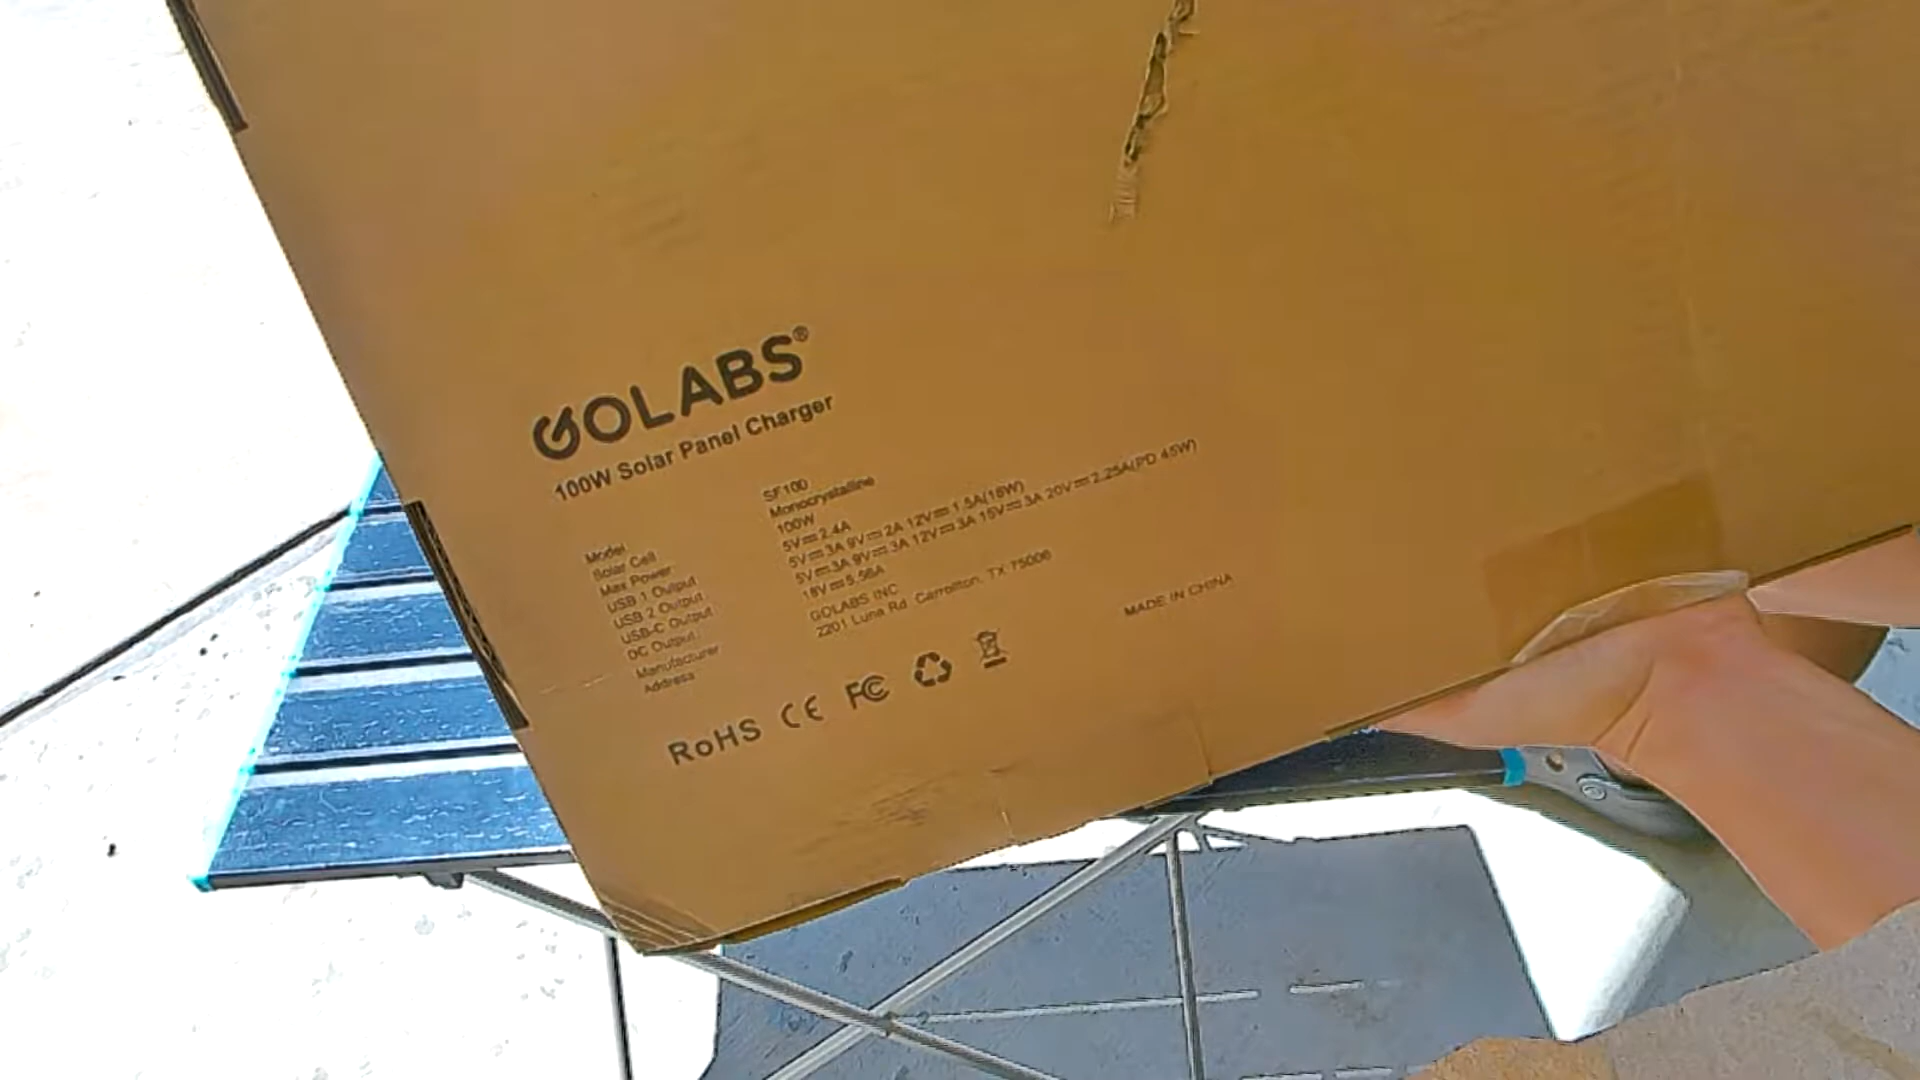 GOLABS®
100W Solar Panel Charger
Model SF100
Solar Cell Monocrystalline
Max Power 100W
USB 1 Output 5V⎓2.4A
USB 2 Output 5V⎓3A 9V⎓2A 12V⎓1.5A(18W)
USB-C Output 5V⎓3A 9V⎓3A 12V⎓3A 15V⎓3A 20V⎓2.25A(PD 45W)
DC Output: 18V⎓5.56A
Manufacturer GOLABS INC
Address 2201 Luna Rd Carrollton, TX 75006
MADE IN CHINA
RoHS CE FC